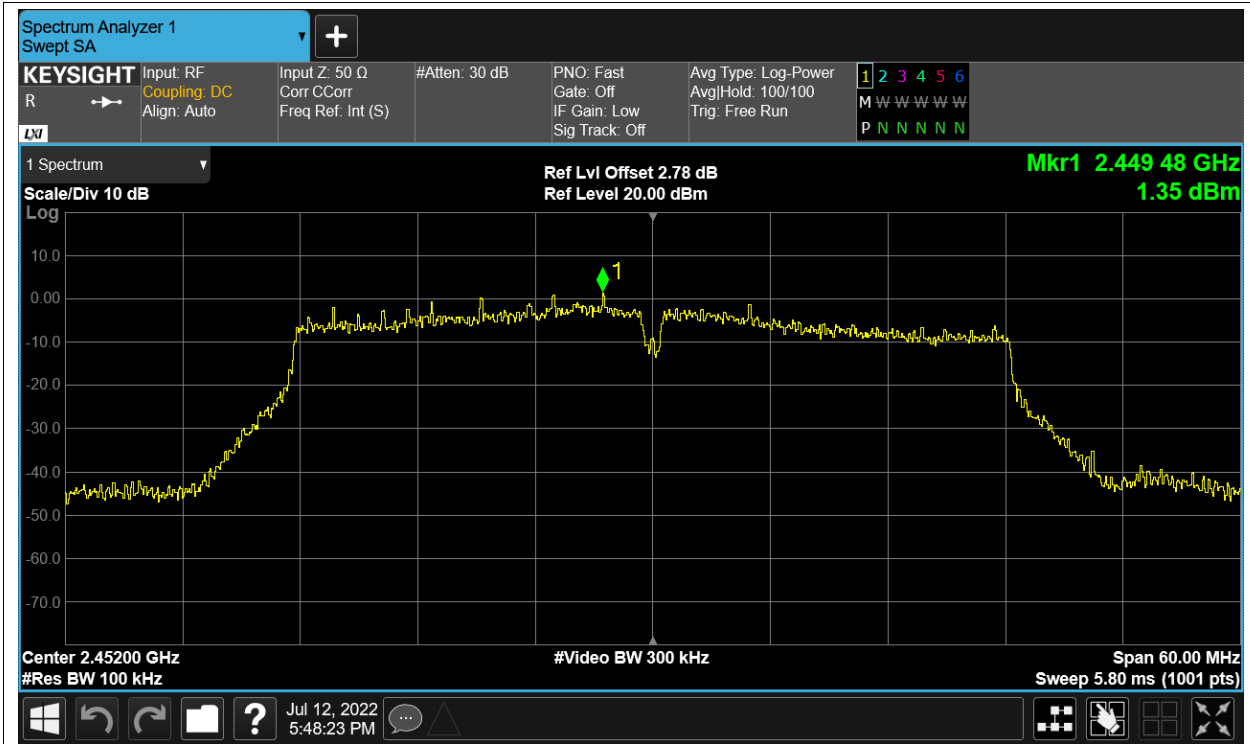 Spectrum Analyzer 1
Swept SA
KEYSIGHT
R
LXI
Input: RF
Coupling: DC
Align: Auto
Input Z: 50 Ω
Corr CCorr
Freq Ref: Int (S)
#Atten: 30 dB
PNO: Fast
Gate: Off
IF Gain: Low
Sig Track: Off
Avg Type: Log-Power
Avg|Hold: 100/100
Trig: Free Run
1 2 3 4 5 6
M W W W W W
P N N N N N
1 Spectrum
Scale/Div 10 dB
Log
Ref Lvl Offset 2.78 dB
Ref Level 20.00 dBm
Mkr1 2.449 48 GHz
1.35 dBm
1
10.0
0.00
-10.0
-20.0
-30.0
-40.0
-50.0
-60.0
-70.0
Center 2.45200 GHz
#Res BW 100 kHz
#Video BW 300 kHz
Span 60.00 MHz
Sweep 5.80 ms (1001 pts)
?
Jul 12, 2022
5:48:23 PM